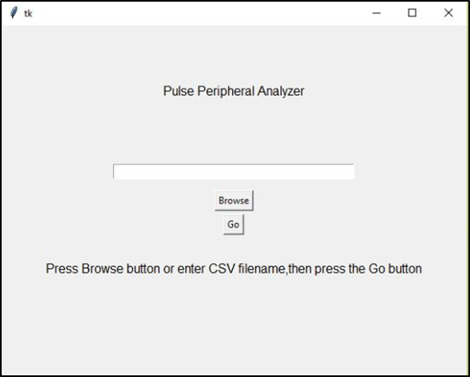 tk
Pulse Peripheral Analyzer
Browse
Go
Press Browse button or enter CSV filename,then press the Go button